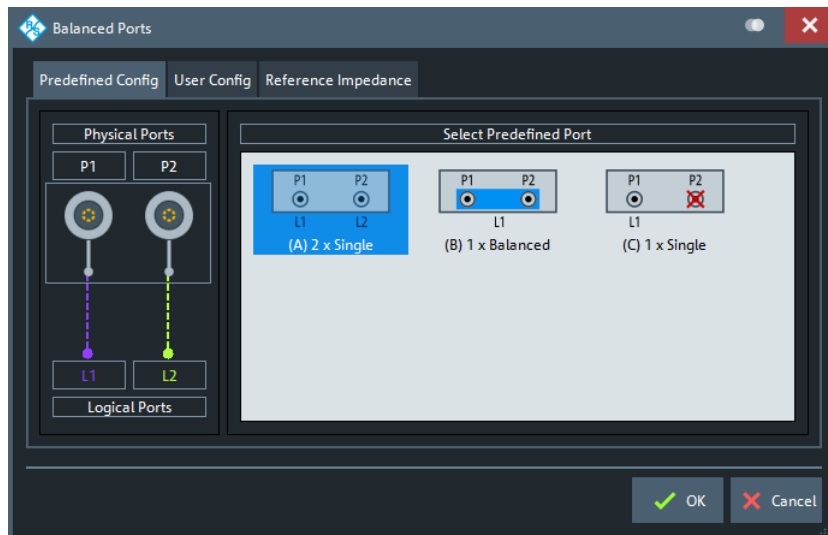 Balanced Ports
Predefined Config User Config Reference Impedance
Physical Ports
P1 P2
L1 L2
Logical Ports
Select Predefined Port
P1 P2
L1 L2
(A) 2 x Single
P1 P2
L1
(B) 1 x Balanced
P1 P2
L1
(C) 1 x Single
OK Cancel